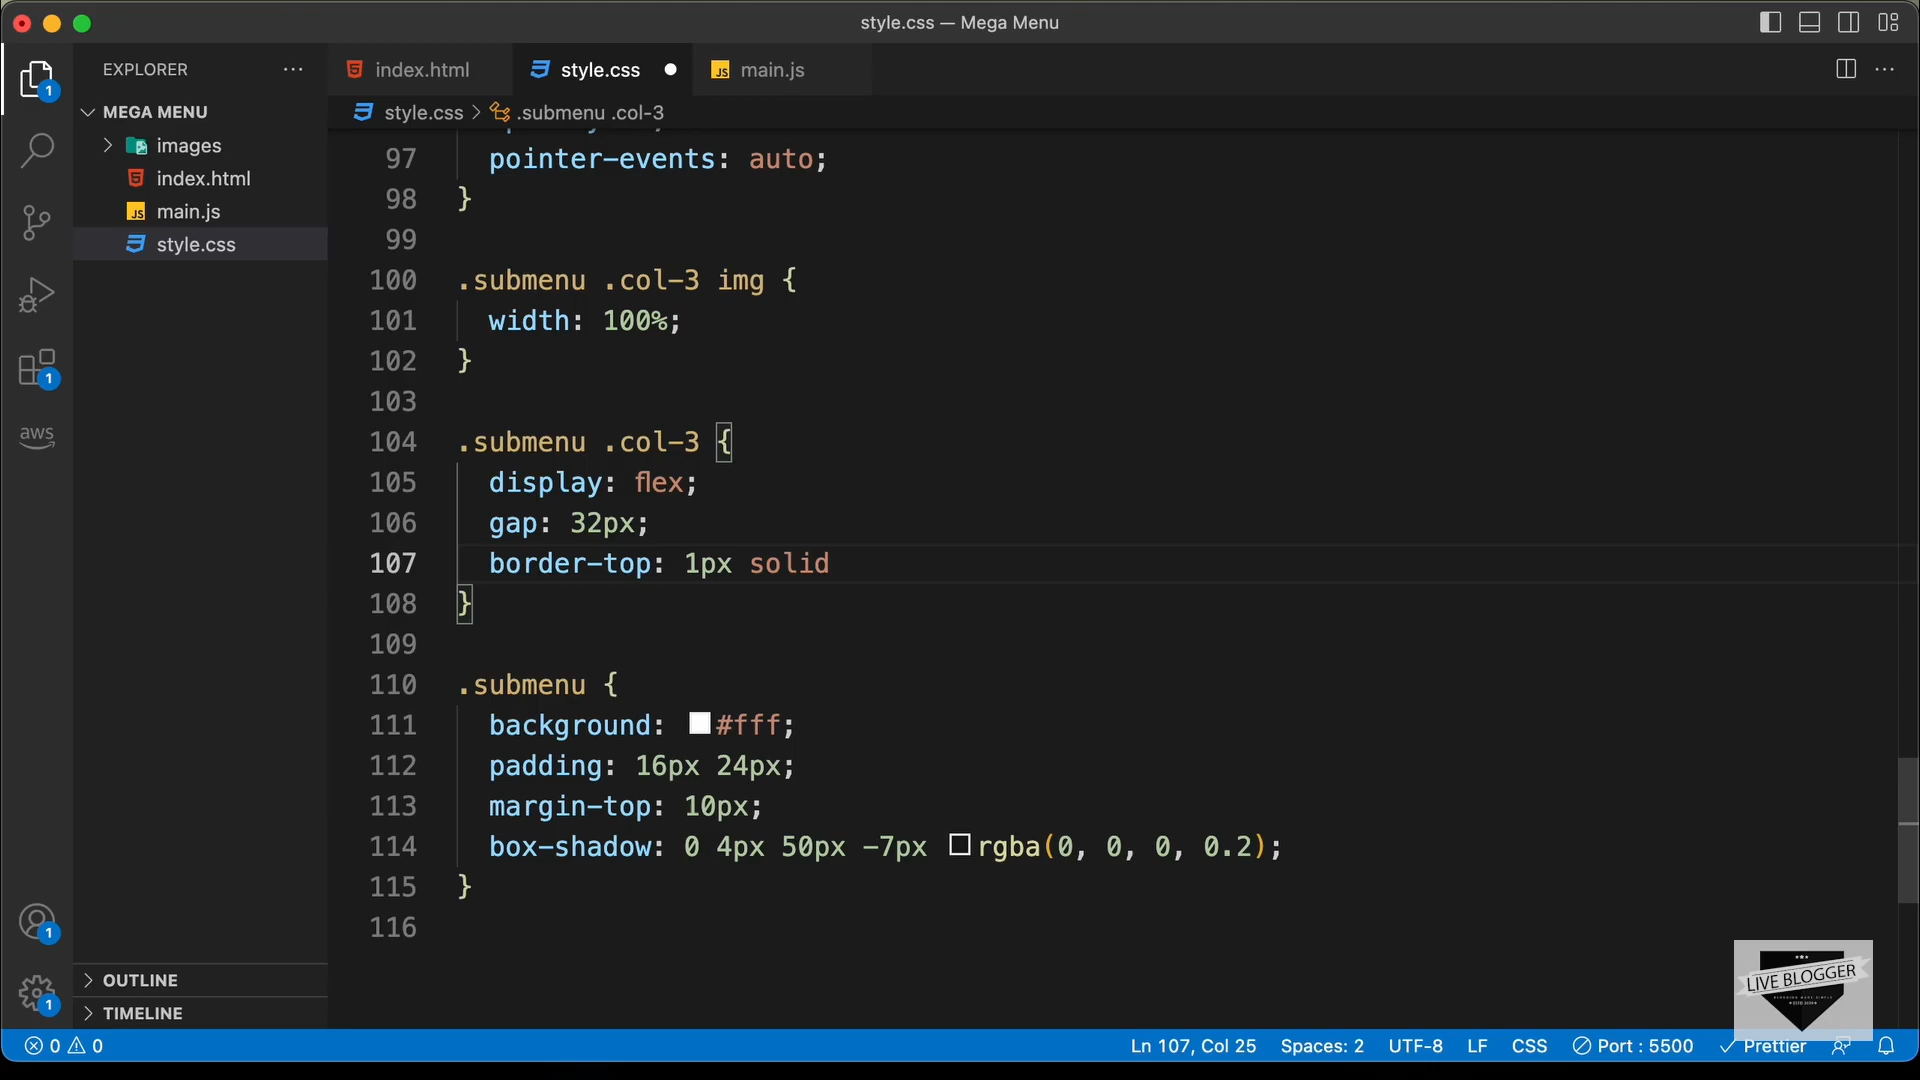 style.css — Mega Menu
EXPLORER
index.html
style.css
main.js
MEGA MENU
style.css > .submenu .col-3
images
index.html
main.js
style.css
97 pointer-events: auto;
98 }
99
100 .submenu .col-3 img {
101 width: 100%;
102 }
103
104 .submenu .col-3 {
105 display: flex;
106 gap: 32px;
107 border-top: 1px solid
108 }
109
110 .submenu {
111 background: #fff;
112 padding: 16px 24px;
113 margin-top: 10px;
114 box-shadow: 0 4px 50px -7px rgba(0, 0, 0, 0.2);
115 }
116
1
1
aws
1
1
OUTLINE
TIMELINE
LIVE BLOGGER
0 0
Ln 107, Col 25
Spaces: 2
UTF-8
LF
CSS
Port : 5500
Prettier